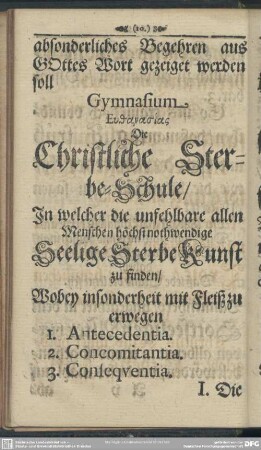 (10.)
absonderliches Begehren aus
GOttes Wort gezeiget werden
soll
Gymnasium
Ευθανασίας
Die
Christliche Ster-
be-Schule/
In welcher die unfehlbare allen
Menschen höchst nothwendige
Seelige Sterbe Kunst
zu finden/
Wobey insonderheit mit Fleiß zu
erwegen
1. Antecedentia.
2. Concomitantia.
3. Conseqventia.
I. Die